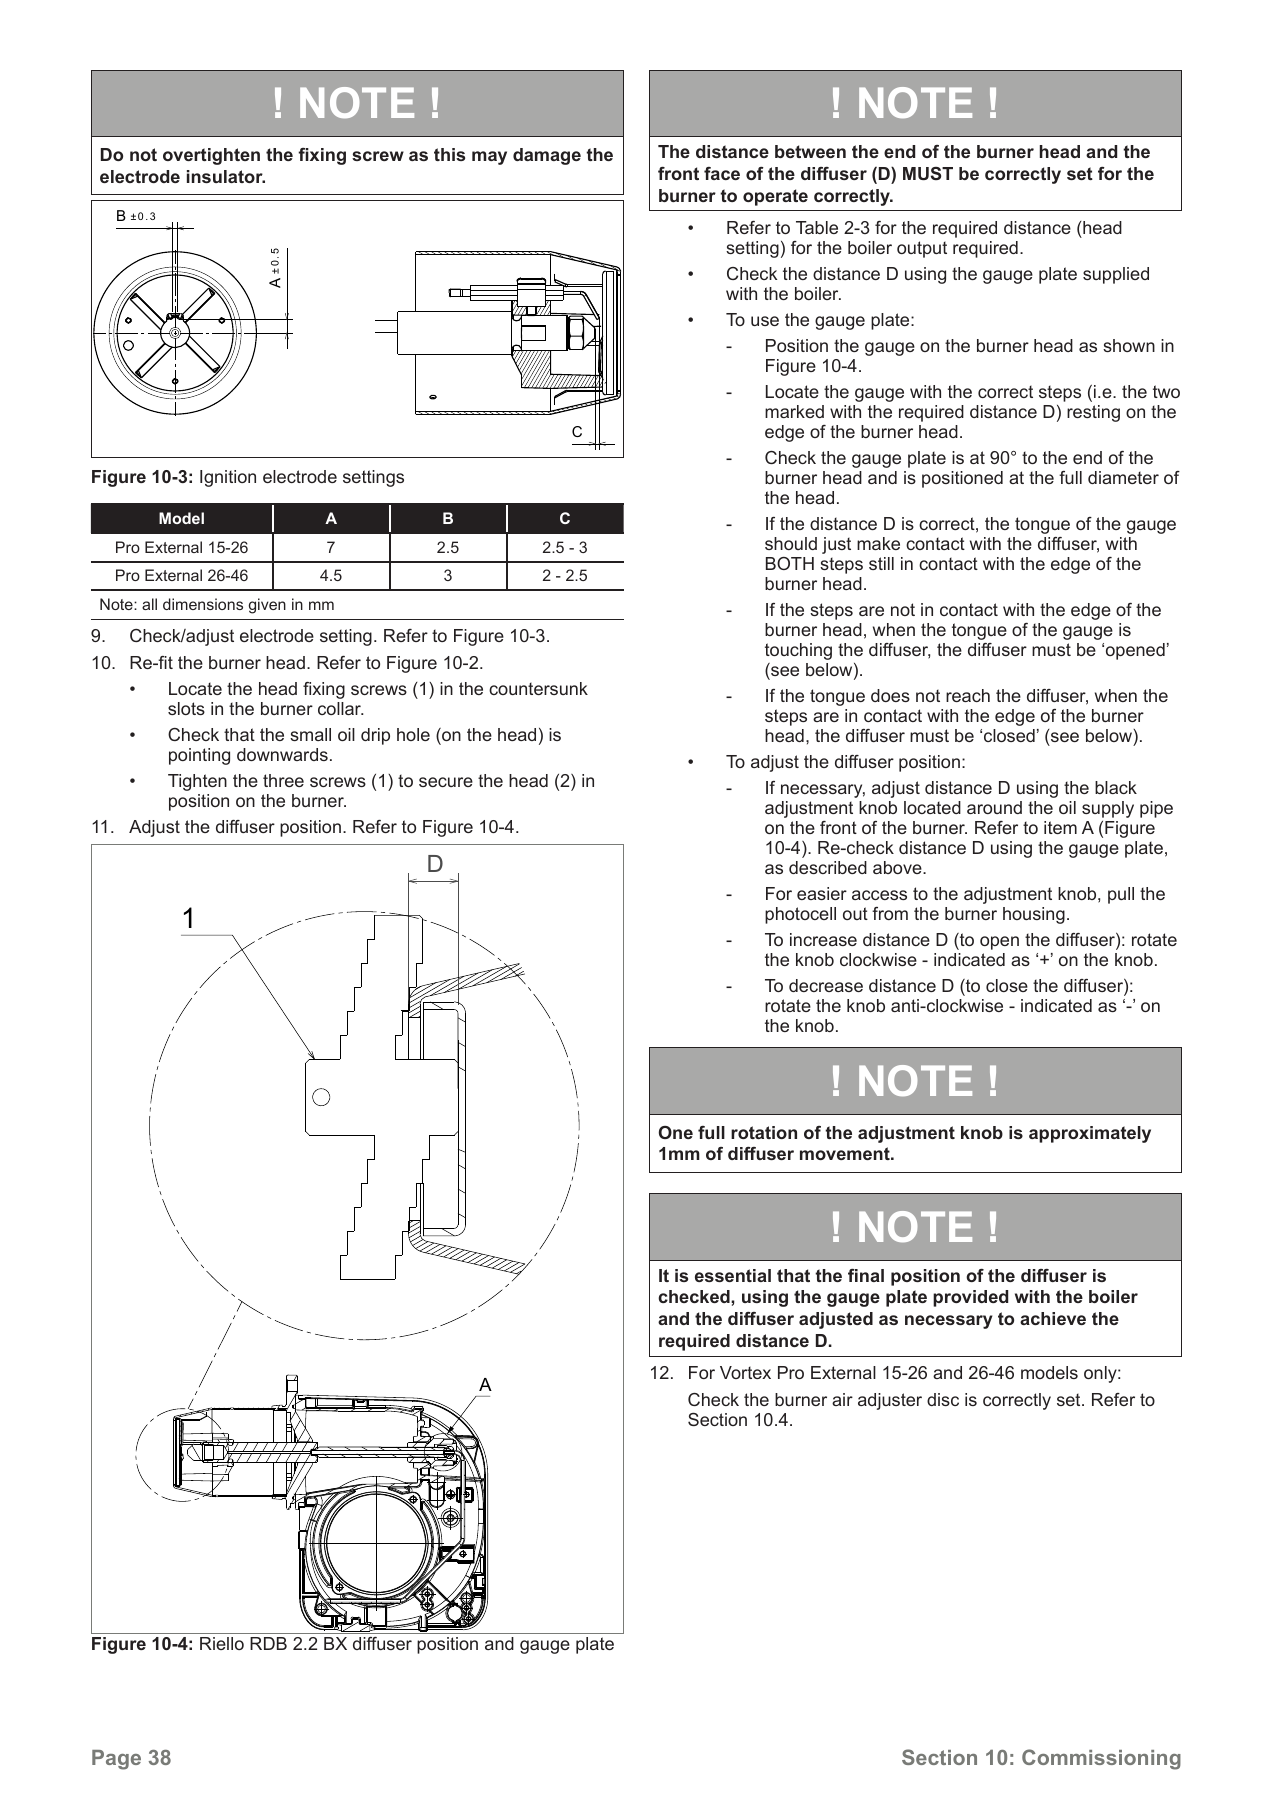 ! NOTE !
Do not overtighten the fixing screw as this may damage the
electrode insulator.
B ±0.3
A ±0.5
C
Figure 10-3: Ignition electrode settings
Model A B C
Pro External 15-26 7 2.5 2.5 - 3
Pro External 26-46 4.5 3 2 - 2.5
Note: all dimensions given in mm
9. Check/adjust electrode setting. Refer to Figure 10-3.
10. Re-fit the burner head. Refer to Figure 10-2.
• Locate the head fixing screws (1) in the countersunk
slots in the burner collar.
• Check that the small oil drip hole (on the head) is
pointing downwards.
• Tighten the three screws (1) to secure the head (2) in
position on the burner.
11. Adjust the diffuser position. Refer to Figure 10-4.
D
1
A
Figure 10-4: Riello RDB 2.2 BX diffuser position and gauge plate
! NOTE !
The distance between the end of the burner head and the
front face of the diffuser (D) MUST be correctly set for the
burner to operate correctly.
• Refer to Table 2-3 for the required distance (head
setting) for the boiler output required.
• Check the distance D using the gauge plate supplied
with the boiler.
• To use the gauge plate:
- Position the gauge on the burner head as shown in
Figure 10-4.
- Locate the gauge with the correct steps (i.e. the two
marked with the required distance D) resting on the
edge of the burner head.
- Check the gauge plate is at 90° to the end of the
burner head and is positioned at the full diameter of
the head.
- If the distance D is correct, the tongue of the gauge
should just make contact with the diffuser, with
BOTH steps still in contact with the edge of the
burner head.
- If the steps are not in contact with the edge of the
burner head, when the tongue of the gauge is
touching the diffuser, the diffuser must be ‘opened’
(see below).
- If the tongue does not reach the diffuser, when the
steps are in contact with the edge of the burner
head, the diffuser must be ‘closed’ (see below).
• To adjust the diffuser position:
- If necessary, adjust distance D using the black
adjustment knob located around the oil supply pipe
on the front of the burner. Refer to item A (Figure
10-4). Re-check distance D using the gauge plate,
as described above.
- For easier access to the adjustment knob, pull the
photocell out from the burner housing.
- To increase distance D (to open the diffuser): rotate
the knob clockwise - indicated as ‘+’ on the knob.
- To decrease distance D (to close the diffuser):
rotate the knob anti-clockwise - indicated as ‘-’ on
the knob.
! NOTE !
One full rotation of the adjustment knob is approximately
1mm of diffuser movement.
! NOTE !
It is essential that the final position of the diffuser is
checked, using the gauge plate provided with the boiler
and the diffuser adjusted as necessary to achieve the
required distance D.
12. For Vortex Pro External 15-26 and 26-46 models only:
Check the burner air adjuster disc is correctly set. Refer to
Section 10.4.
Page 38
Section 10: Commissioning